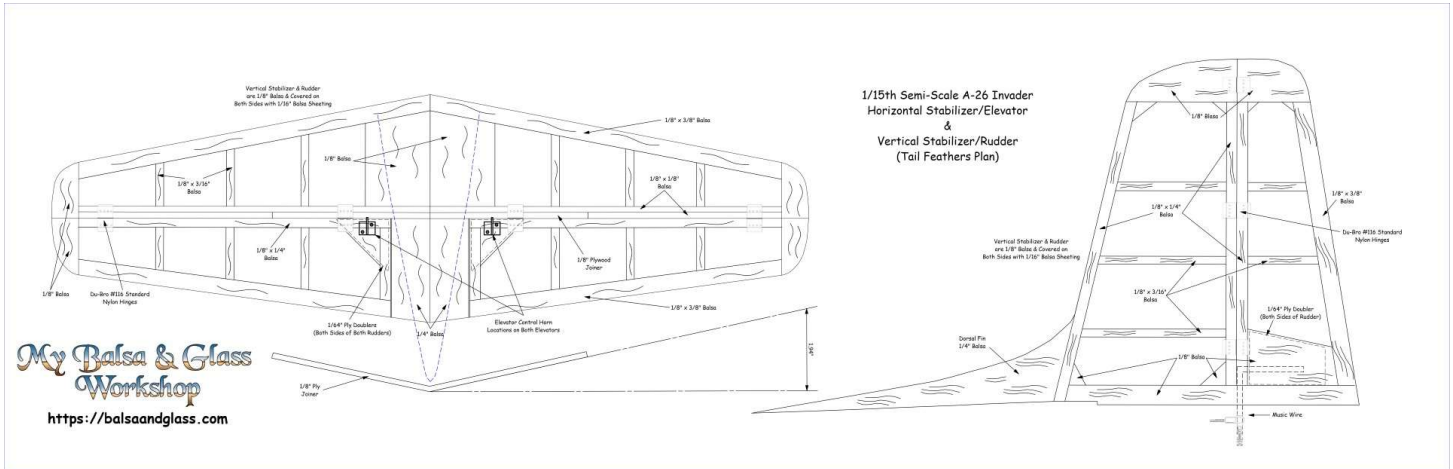 Vertical Stabilizer & Rudder
are 1/8" Balsa & Covered on
Both Sides with 1/16" Balsa Sheeting
1/8" x 3/8" Balsa
1/8" Balsa
1/8" x 3/16"
Balsa
1/8" x 1/8"
Balsa
1/8" x 1/4"
Balsa
1/8" Plywood
Joiner
1/8" Balsa
Du-Bro #116 Standard
Nylon Hinges
1/64" Ply Doublers
(Both Sides of Both Rudders)
1/4" Balsa
Elevator Control Horn
Locations on Both Elevators
1/8" x 3/8" Balsa
1/8" Ply
Joiner
1.94"
My Balsa & Glass
Workshop
https://balsaandglass.com
1/15th Semi-Scale A-26 Invader
Horizontal Stabilizer/Elevator
&
Vertical Stabilizer/Rudder
(Tail Feathers Plan)
1/8" Blasa
1/8" x 1/4"
Balsa
1/8" x 3/8"
Balsa
Du-Bro #116 Standard
Nylon Hinges
Vertical Stabilizer & Rudder
are 1/8" Balsa & Covered on
Both Sides with 1/16" Balsa Sheeting
1/8" x 3/16"
Balsa
1/64" Ply Doubler
(Both Sides of Rudder)
Dorsal Fin
1/4" Balsa
1/8" Balsa
Music Wire